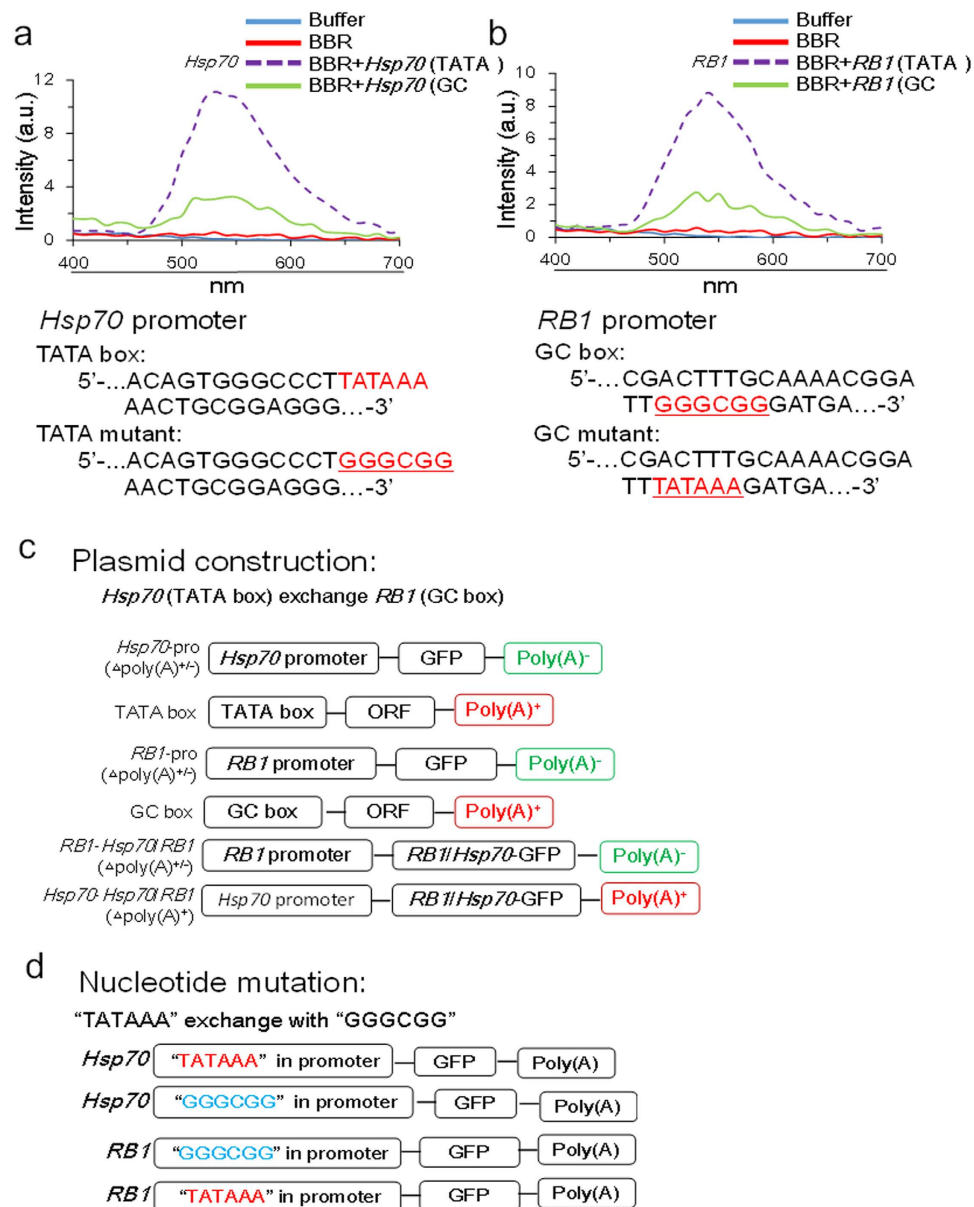 a
Buffer
BBR
Hsp70
BBR+Hsp70 (TATA )
BBR+Hsp70 (GC
12
8
4
0
Intensity (a.u.)
400 500 600 700
nm
Hsp70 promoter
TATA box:
5’-...ACAGTGGGCCCTTATAAA
AACTGCGGAGGG...-3’
TATA mutant:
5’-...ACAGTGGGCCCTGGGCGG
AACTGCGGAGGG...-3’
b
Buffer
BBR
RB1
BBR+RB1 (TATA )
BBR+RB1 (GC
10
8
6
4
2
0
Intensity (a.u.)
400 500 600 700
nm
RB1 promoter
GC box:
5’-...CGACTTTGCAAAACGGA
TTGGGCGGGATGA...-3’
GC mutant:
5’-...CGACTTTGCAAAACGGA
TTTATAAAGATGA...-3’
c Plasmid construction:
Hsp70 (TATA box) exchange RB1 (GC box)
Hsp70-pro
(△poly(A)+/-) Hsp70 promoter GFP Poly(A)-
TATA box TATA box ORF Poly(A)+
RB1-pro
(△poly(A)+/-) RB1 promoter GFP Poly(A)-
GC box GC box ORF Poly(A)+
RB1- Hsp70/RB1
(△poly(A)+/-) RB1 promoter RB1/Hsp70-GFP Poly(A)-
Hsp70- Hsp70/RB1
(△poly(A)+) Hsp70 promoter RB1/Hsp70-GFP Poly(A)+
d Nucleotide mutation:
“TATAAA” exchange with “GGGCGG”
Hsp70 “TATAAA” in promoter GFP Poly(A)
Hsp70 “GGGCGG” in promoter GFP Poly(A)
RB1 “GGGCGG” in promoter GFP Poly(A)
RB1 “TATAAA” in promoter GFP Poly(A)